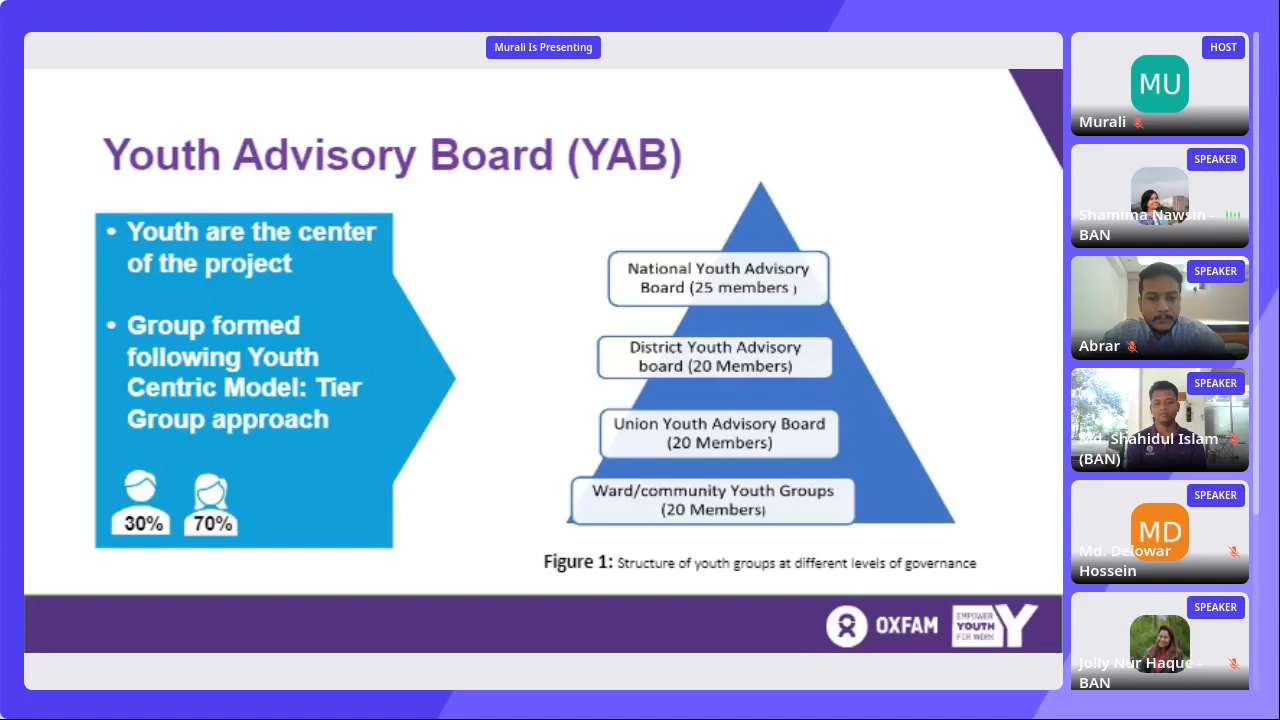 Murali Is Presenting
Youth Advisory Board (YAB)
• Youth are the center
of the project
• Group formed
following Youth
Centric Model: Tier
Group approach
30%
70%
National Youth Advisory
Board (25 members )
District Youth Advisory
board (20 Members)
Union Youth Advisory Board
(20 Members)
Ward/community Youth Groups
(20 Members)
Figure 1: Structure of youth groups at different levels of governance
OXFAM
EMPOWER
YOUTH
FOR WORK
Y
HOST
MU
Murali
SPEAKER
Shamima Nawsin -
BAN
SPEAKER
Abrar
SPEAKER
Md. Shahidul Islam
(BAN)
SPEAKER
MD
Md. Delowar
Hossein
SPEAKER
Jolly Nur Haque -
BAN